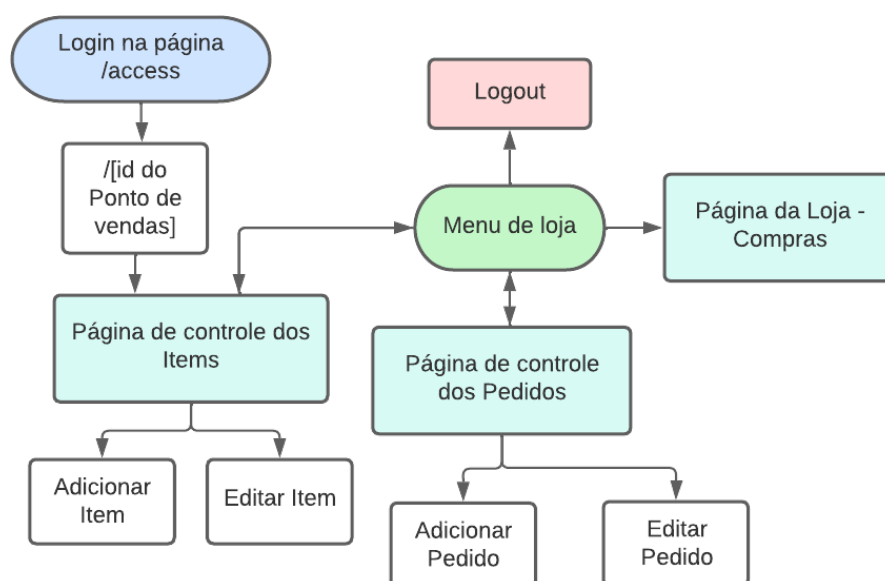 Login na página
/access
Logout
/[id do
Ponto de
vendas]
Menu de loja
Página da Loja -
Compras
Página de controle dos
Items
Página de controle
dos Pedidos
Adicionar
Item
Editar Item
Adicionar
Pedido
Editar
Pedido